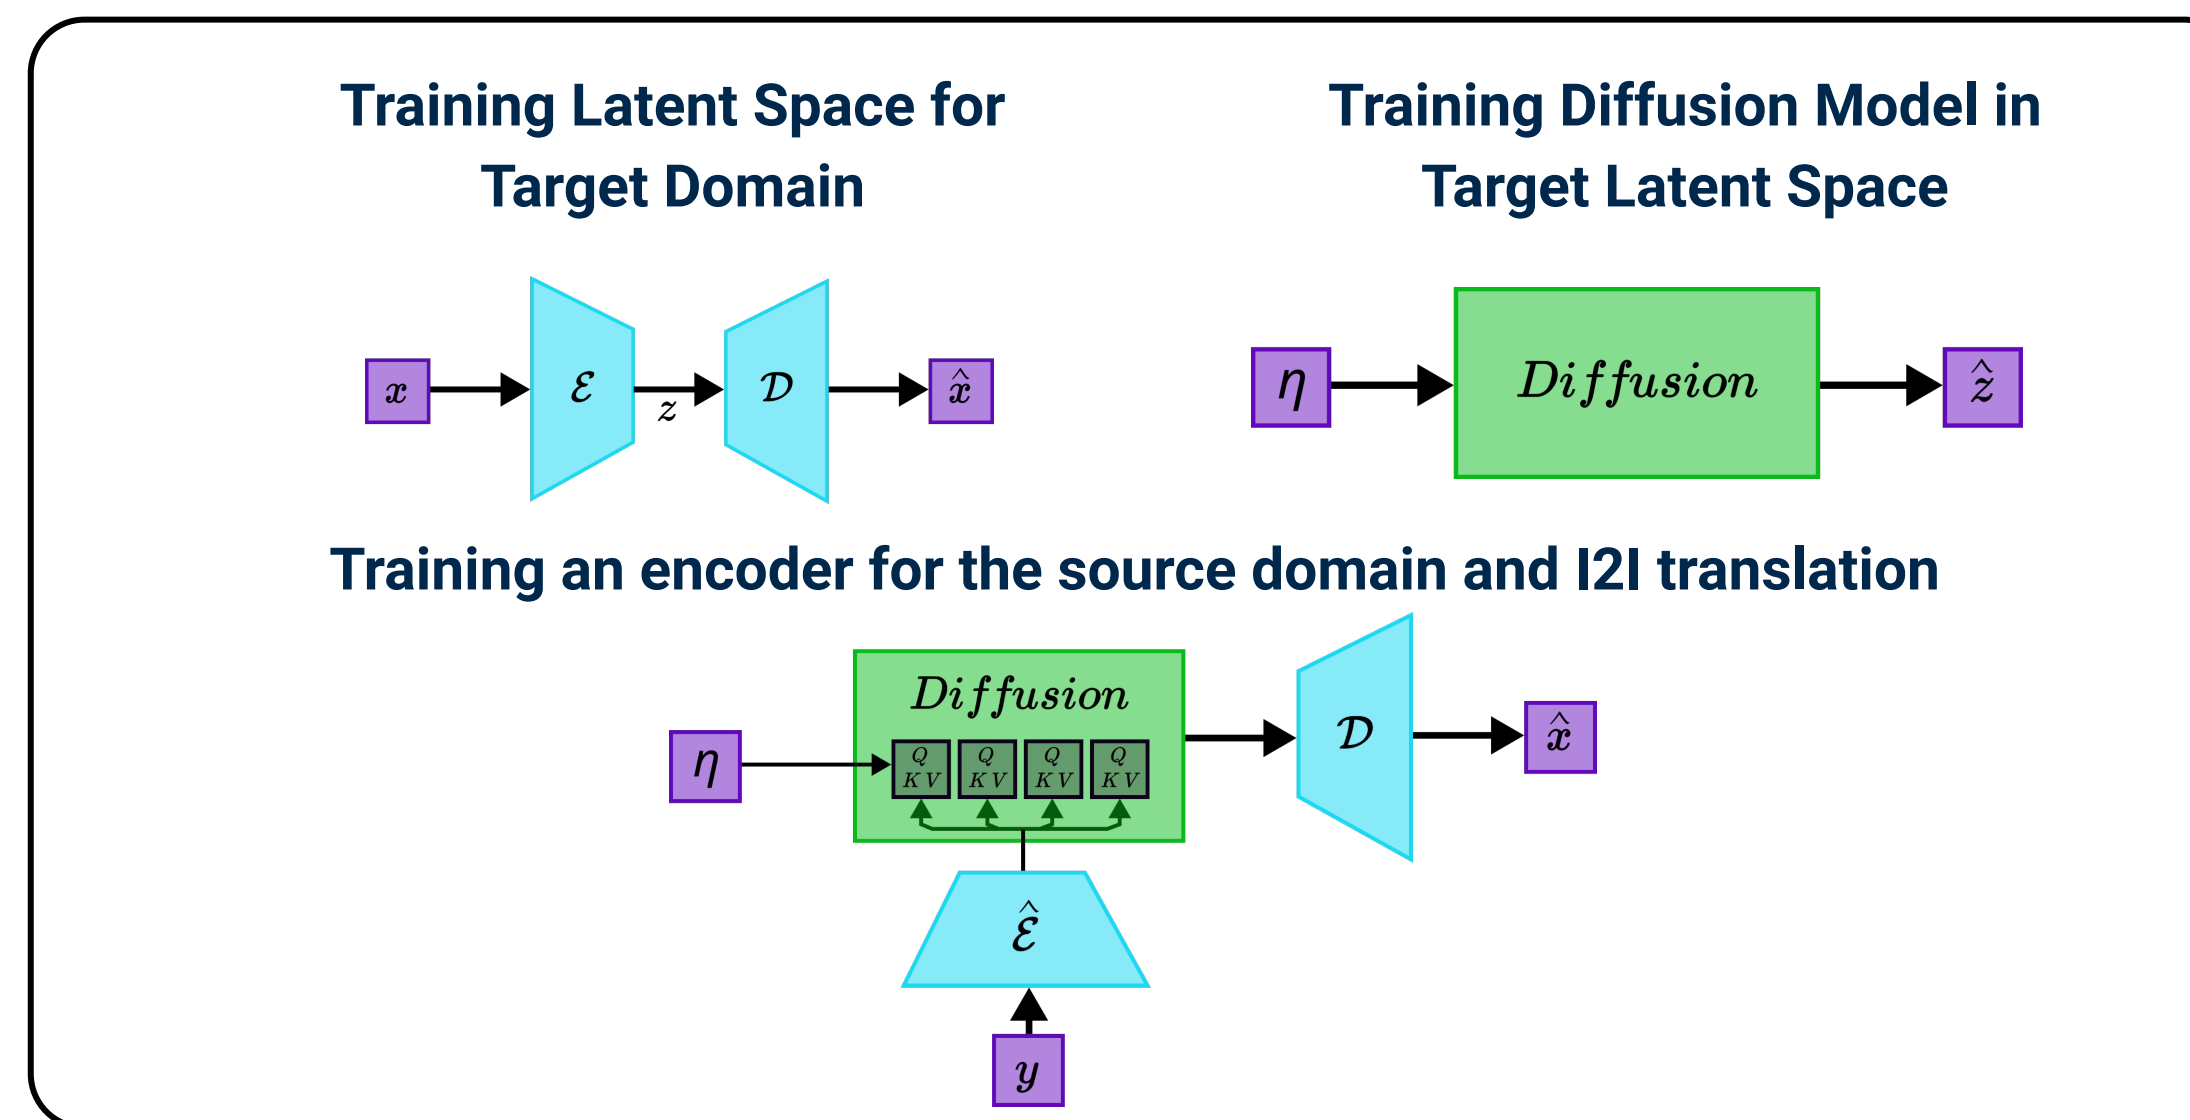 Training Latent Space for
Target Domain
Training Diffusion Model in
Target Latent Space
x
ℰ
z
𝒟
x̂
η
Diffusion
ẑ
Training an encoder for the source domain and I2I translation
Diffusion
η
Q
K V
Q
K V
Q
K V
Q
K V
𝒟
x̂
ℰ̂
y